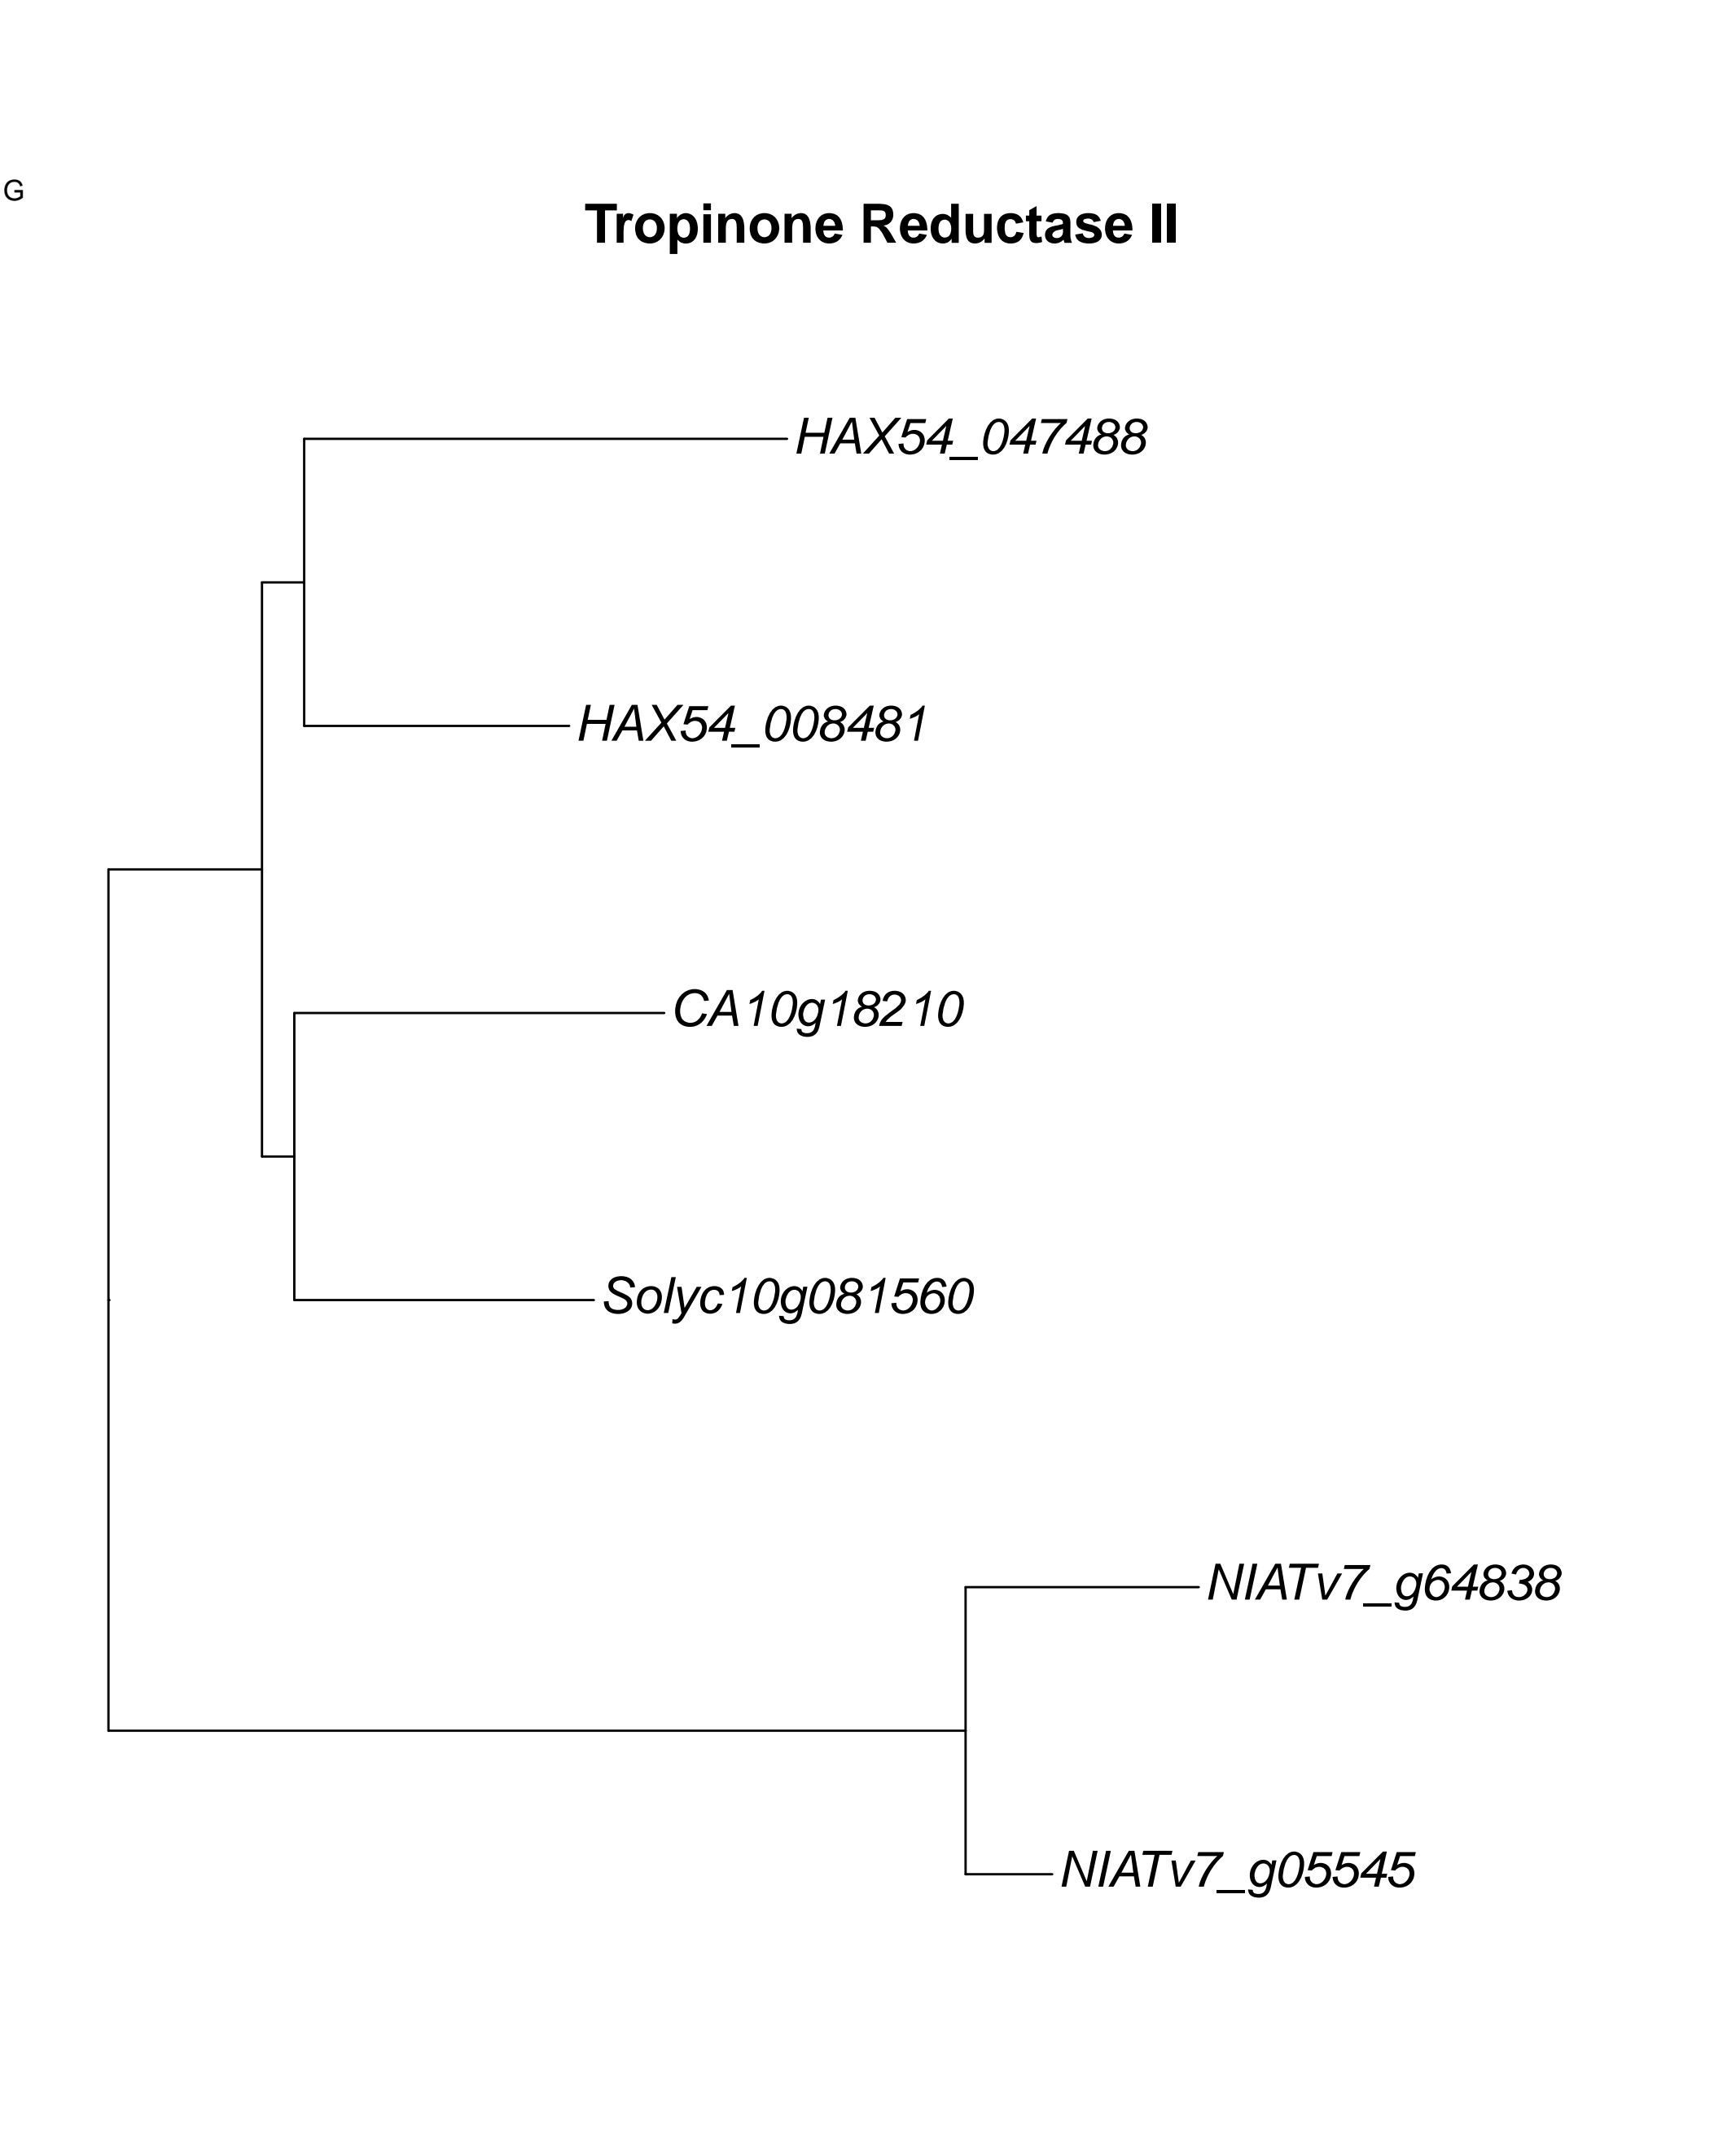 G
Tropinone Reductase II
HAX54_047488
HAX54_008481
CA10g18210
Solyc10g081560
NIATv7_g64838
NIATv7_g05545